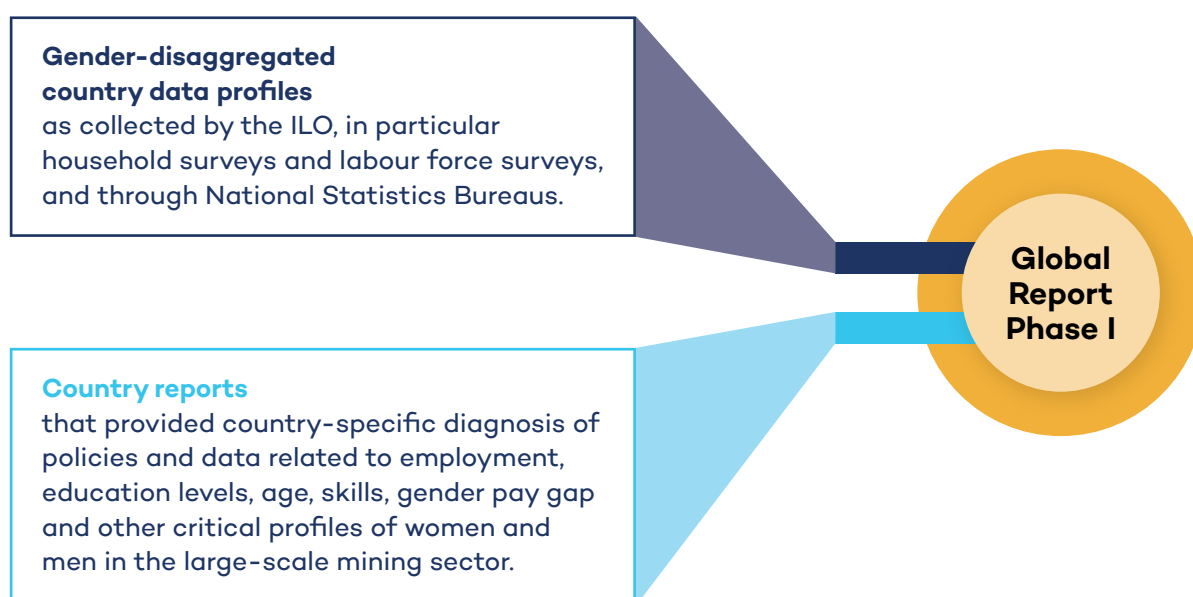 Gender-disaggregated
country data profiles
as collected by the ILO, in particular
household surveys and labour force surveys,
and through National Statistics Bureaus.
Country reports
that provided country-specific diagnosis of
policies and data related to employment,
education levels, age, skills, gender pay gap
and other critical profiles of women and
men in the large-scale mining sector.
Global
Report
Phase I